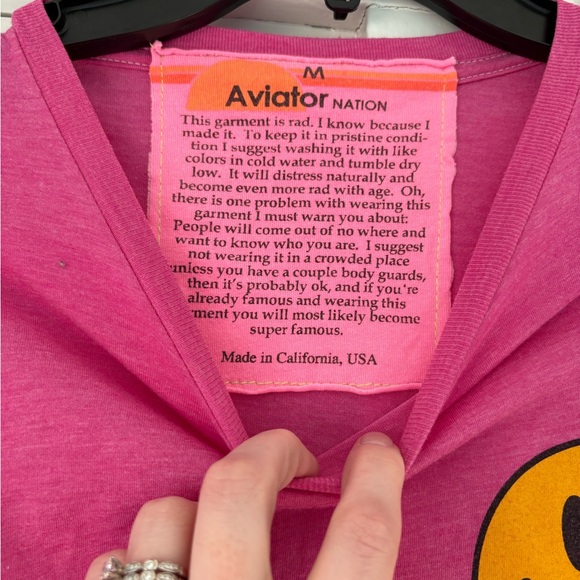 M
Aviator NATION
This garment is rad. I know because I
made it. To keep it in pristine condi-
tion I suggest washing it with like
colors in cold water and tumble dry
low. It will distress naturally and
become even more rad with age. Oh,
there is one problem with wearing this
garment I must warn you about:
People will come out of no where and
want to know who you are. I suggest
not wearing it in a crowded place
unless you have a couple body guards,
then it's probably ok, and if you're
already famous and wearing this
rment you will most likely become
super famous.
Made in California, USA